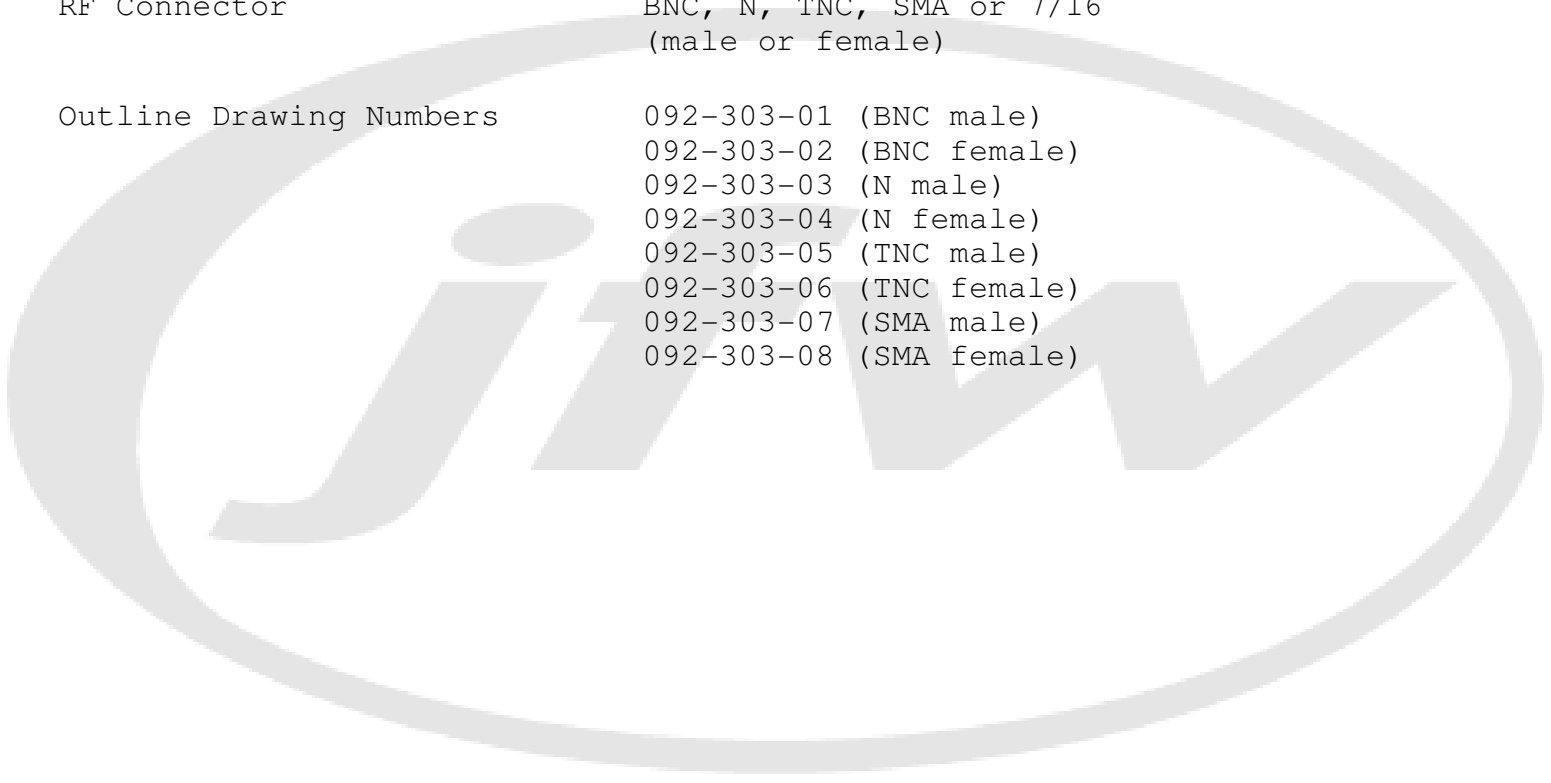 RF Connector BNC, N, TNC, SMA or 7/16
(male or female)
Outline Drawing Numbers 092-303-01 (BNC male)
092-303-02 (BNC female)
092-303-03 (N male)
092-303-04 (N female)
092-303-05 (TNC male)
092-303-06 (TNC female)
092-303-07 (SMA male)
092-303-08 (SMA female)
jfw